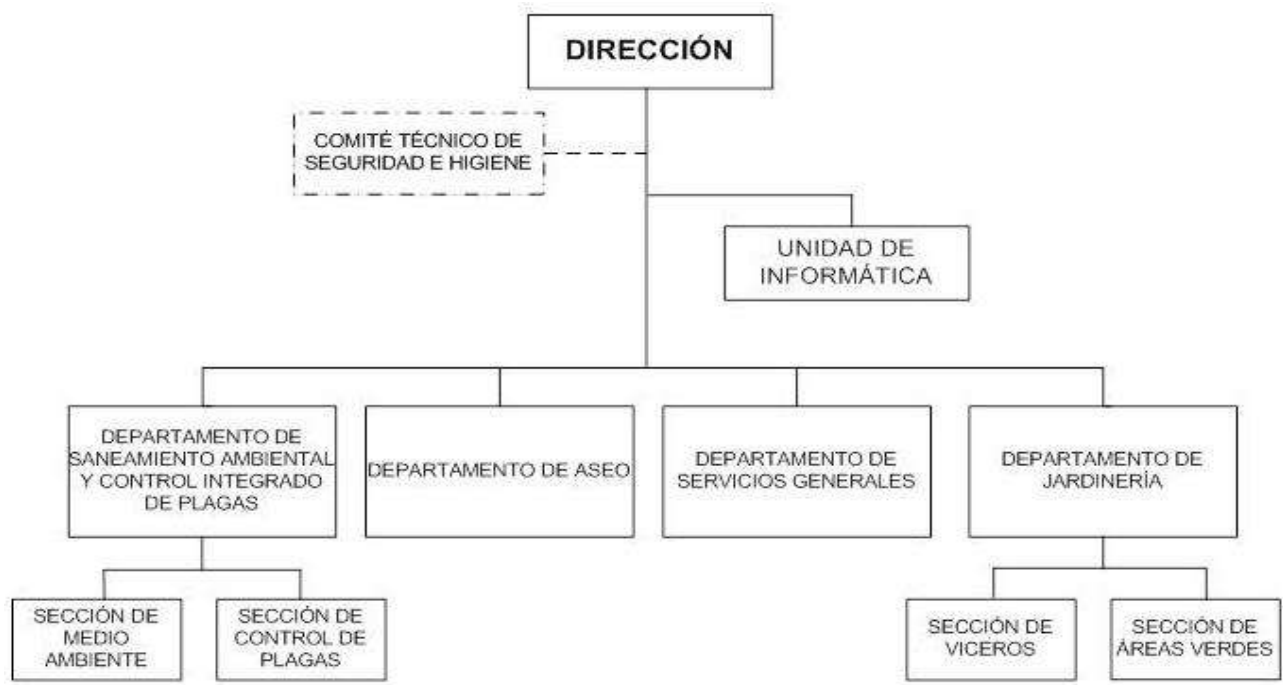 DIRECCIÓN
COMITÉ TÉCNICO DE
SEGURIDAD E HIGIENE
UNIDAD DE
INFORMÁTICA
DEPARTAMENTO DE
SANEAMIENTO AMBIENTAL
Y CONTROL INTEGRADO
DE PLAGAS
DEPARTAMENTO DE ASEO
DEPARTAMENTO DE
SERVICIOS GENERALES
DEPARTAMENTO DE
JARDINERÍA
SECCIÓN DE
MEDIO
AMBIENTE
SECCIÓN DE
CONTROL DE
PLAGAS
SECCIÓN DE
VICEROS
SECCIÓN DE
ÁREAS VERDES